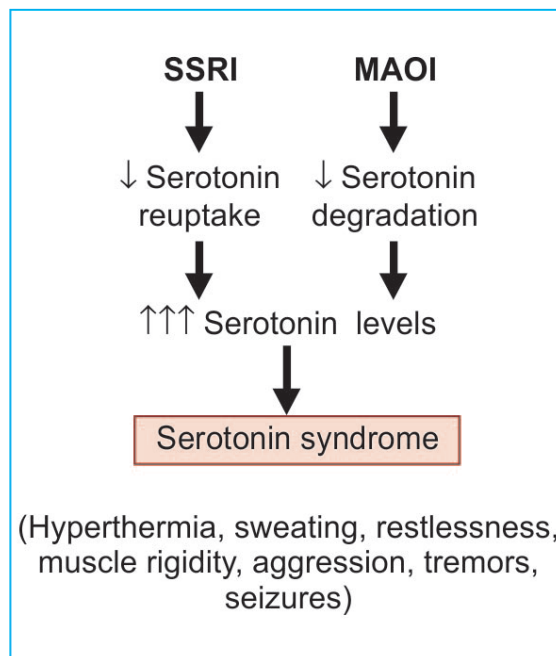 SSRI MAOI
↓ Serotonin ↓ Serotonin
reuptake degradation
↑↑↑ Serotonin levels
Serotonin syndrome
(Hyperthermia, sweating, restlessness,
muscle rigidity, aggression, tremors,
seizures)